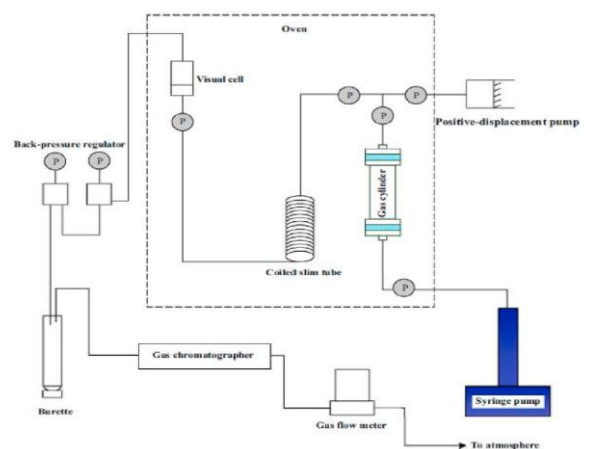 Oven
Visual cell
P
P
P
P
Positive-displacement pump
Back-pressure regulator
P
P
Gas cylinder
Coiled slim tube
P
Gas chromatographer
Syringe pump
Burette
Gas flow meter
To atmosphere